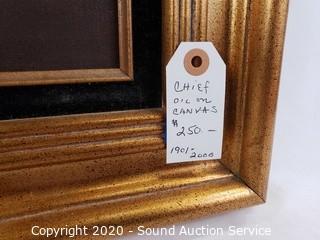 CHIEF
OIL ON
CANVAS
$250.—
1901-
2000
Copyright © 2020 - Sound Auction Service